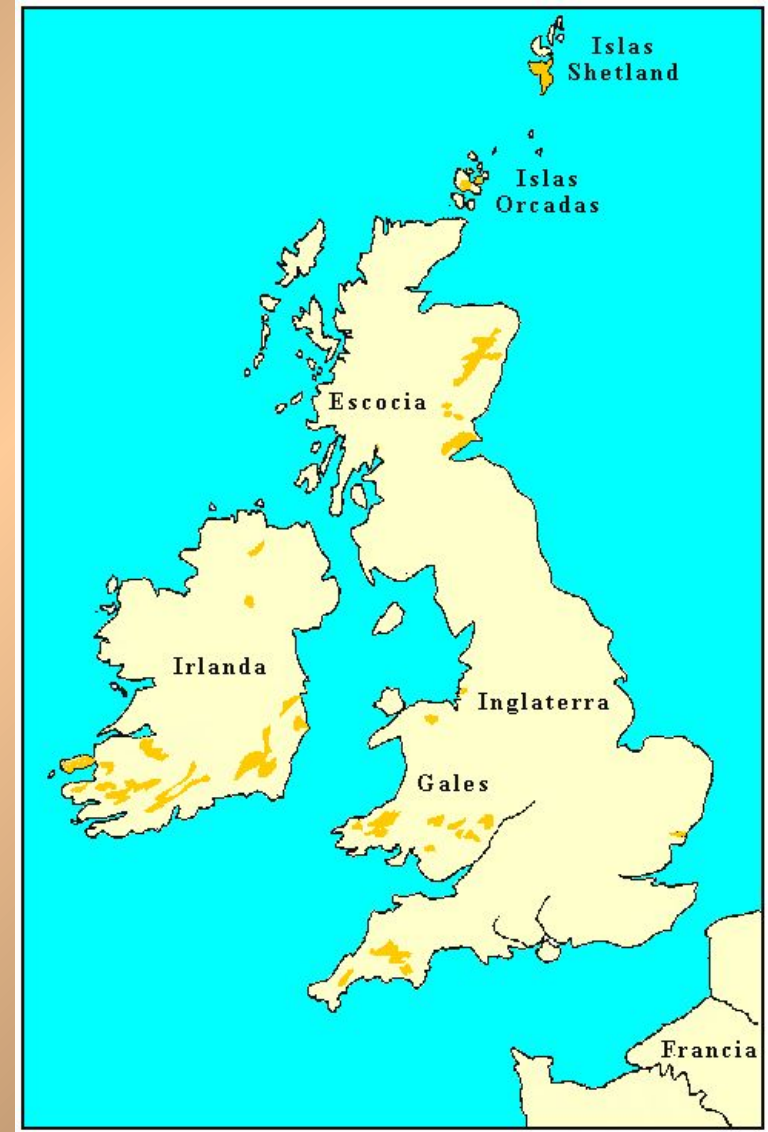 Islas
Shetland
Islas
Orcadas
Escocia
Irlanda
Inglaterra
Gales
Francia